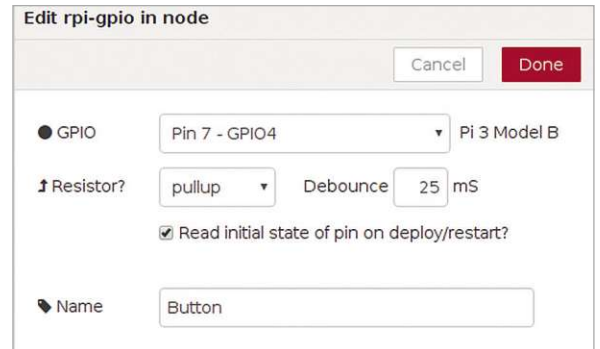 Edit rpi-gpio in node
Cancel Done
GPIO Pin 7 - GPIO4 Pi 3 Model B
Resistor? pullup Debounce 25 mS
Read initial state of pin on deploy/restart?
Name Button